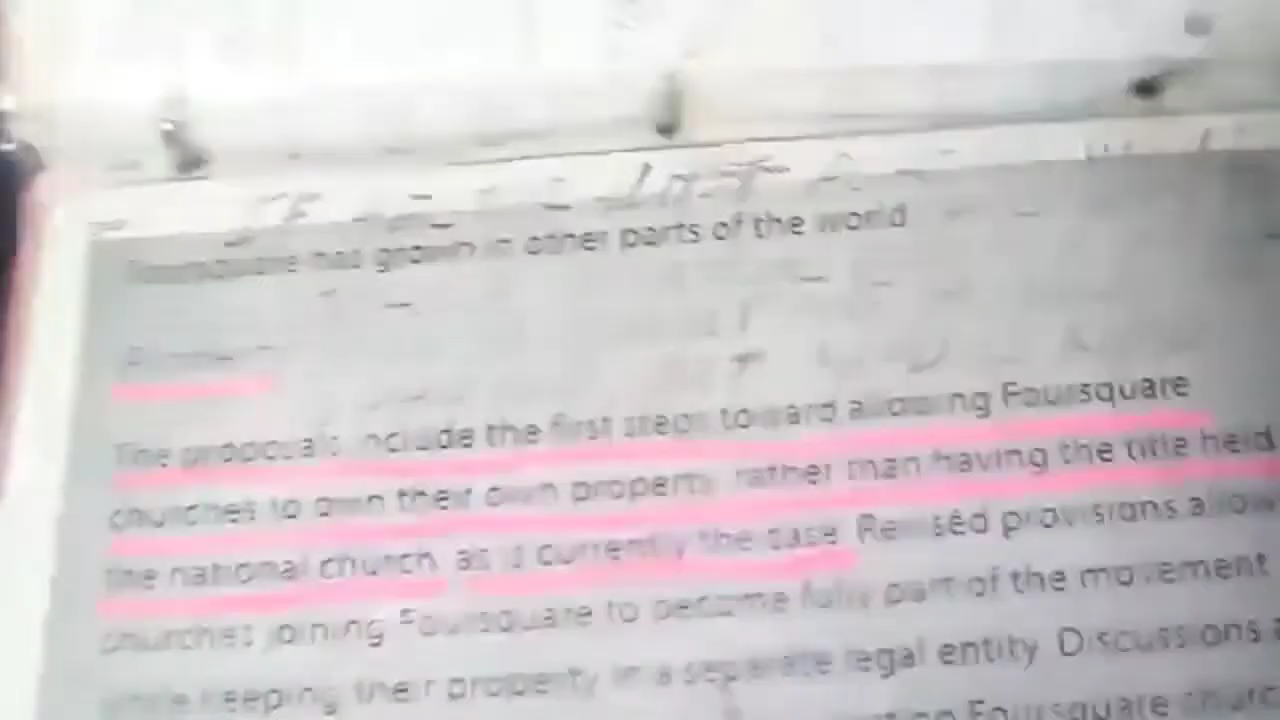 Foursquare has grown in other parts of the world
The proposals include the first steps toward allowing Foursquare
churches to own their own property rather than having the title held
the national church as is currently the case Revised provisions allow
churches joining Foursquare to become fully part of the movement
while keeping their property in a separate legal entity Discussions
Foursquare